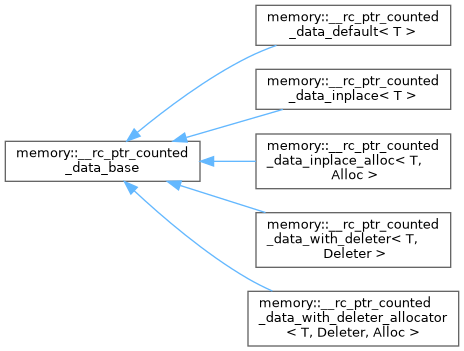 memory::__rc_ptr_counted
_data_default< T >
memory::__rc_ptr_counted
_data_inplace< T >
memory::__rc_ptr_counted
_data_base
memory::__rc_ptr_counted
_data_inplace_alloc< T,
Alloc >
memory::__rc_ptr_counted
_data_with_deleter< T,
Deleter >
memory::__rc_ptr_counted
_data_with_deleter_allocator
< T, Deleter, Alloc >